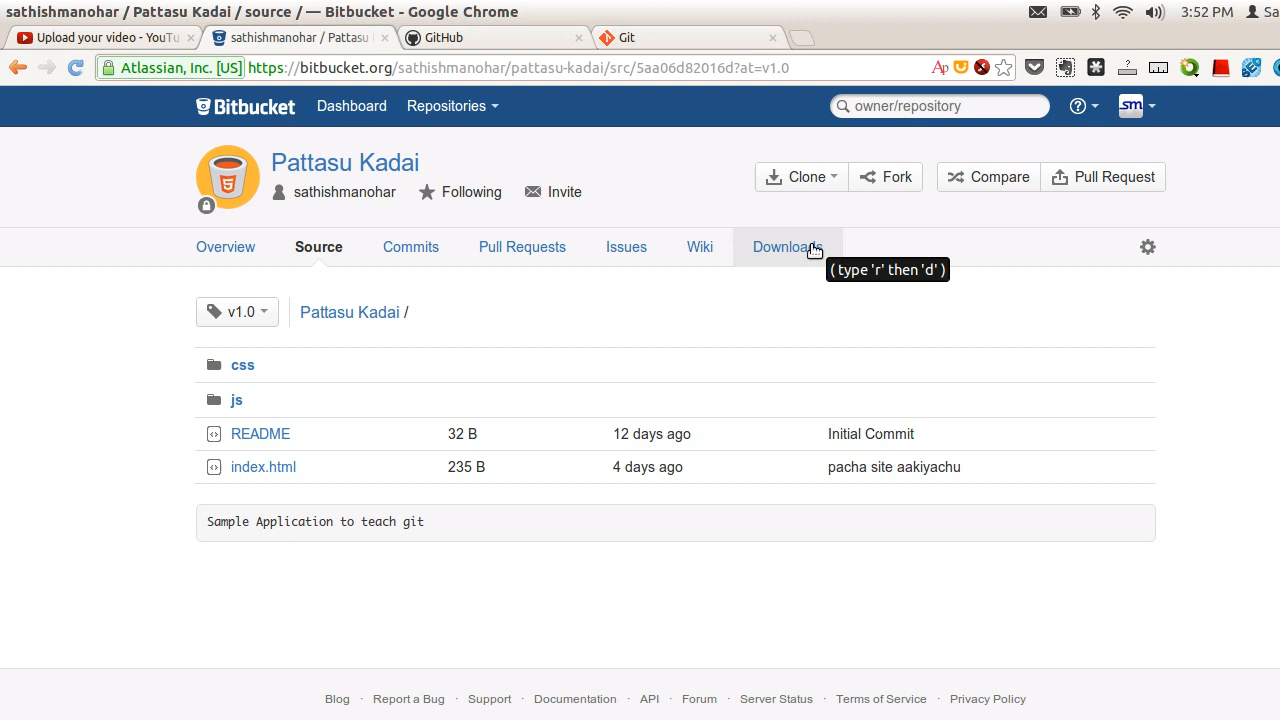 sathishmanohar / Pattasu Kadai / source / — Bitbucket - Google Chrome
3:52 PM Sa
Upload your video - YouTu
sathishmanohar / Pattasu
GitHub
Git
Atlassian, Inc. [US] https://bitbucket.org/sathishmanohar/pattasu-kadai/src/5aa06d82016d?at=v1.0
Bitbucket Dashboard Repositories owner/repository sm
Pattasu Kadai
sathishmanohar Following Invite
Clone Fork Compare Pull Request
Overview Source Commits Pull Requests Issues Wiki Downloads
(type 'r' then 'd')
v1.0 Pattasu Kadai /
css
js
README 32 B 12 days ago Initial Commit
index.html 235 B 4 days ago pacha site aakiyachu
Sample Application to teach git
Blog · Report a Bug · Support · Documentation · API · Forum · Server Status · Terms of Service · Privacy Policy